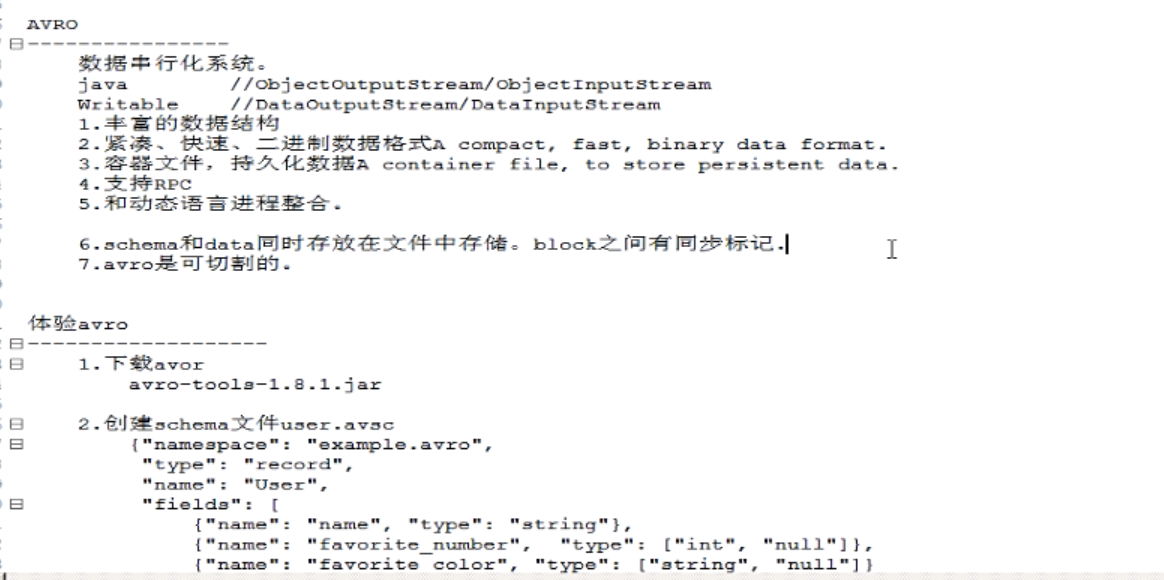 AVRO
-----------------
数据串行化系统。
java //ObjectOutputStream/ObjectInputStream
Writable //DataOutputStream/DataInputStream
1.丰富的数据结构
2.紧凑、快速、二进制数据格式A compact, fast, binary data format.
3.容器文件，持久化数据A container file, to store persistent data.
4.支持RPC
5.和动态语言进程整合.
6.schema和data同时存放在文件中存储。block之间有同步标记.
7.avro是可切割的.
体验avro
--------------------
1.下载avor
avro-tools-1.8.1.jar
2.创建schema文件user.avsc
{"namespace": "example.avro",
"type": "record",
"name": "User",
"fields": [
{"name": "name", "type": "string"},
{"name": "favorite_number", "type": ["int", "null"]},
{"name": "favorite_color", "type": ["string", "null"]}